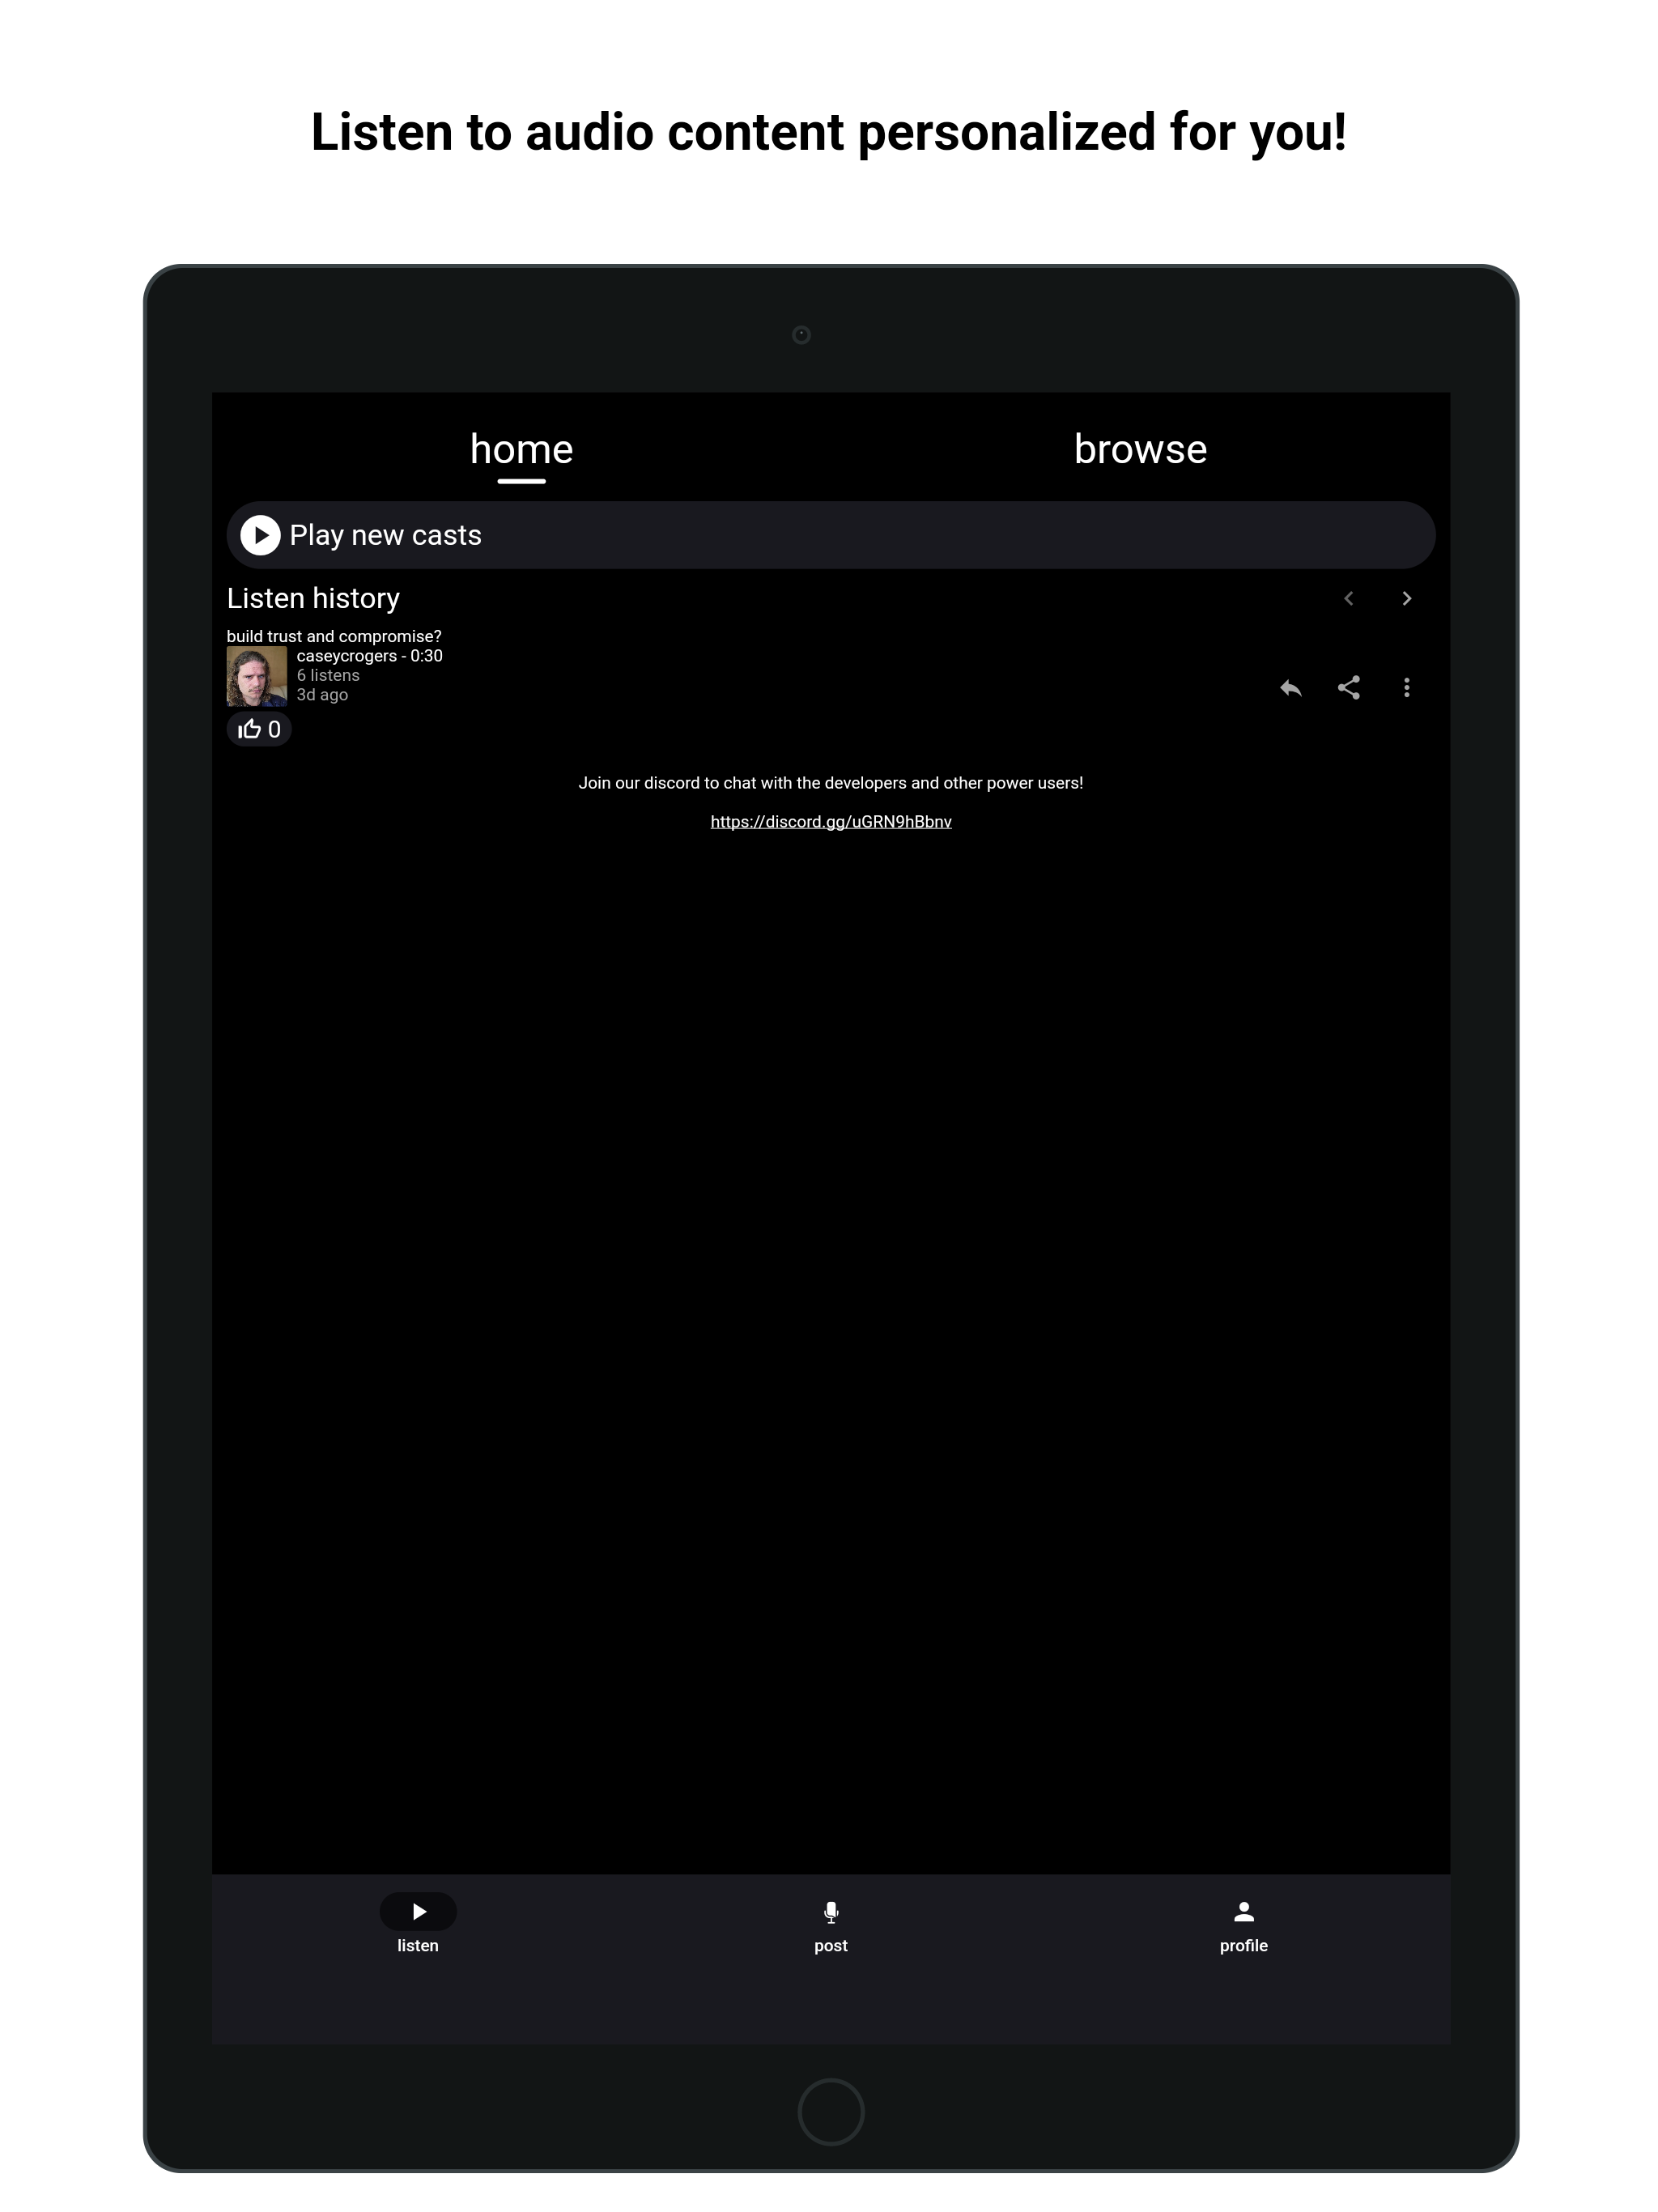 Listen to audio content personalized for you!
home
browse
Play new casts
Listen history
build trust and compromise?
caseycrogers - 0:30
6 listens
3d ago
0
Join our discord to chat with the developers and other power users!
https://discord.gg/uGRN9hBbnv
listen
post
profile